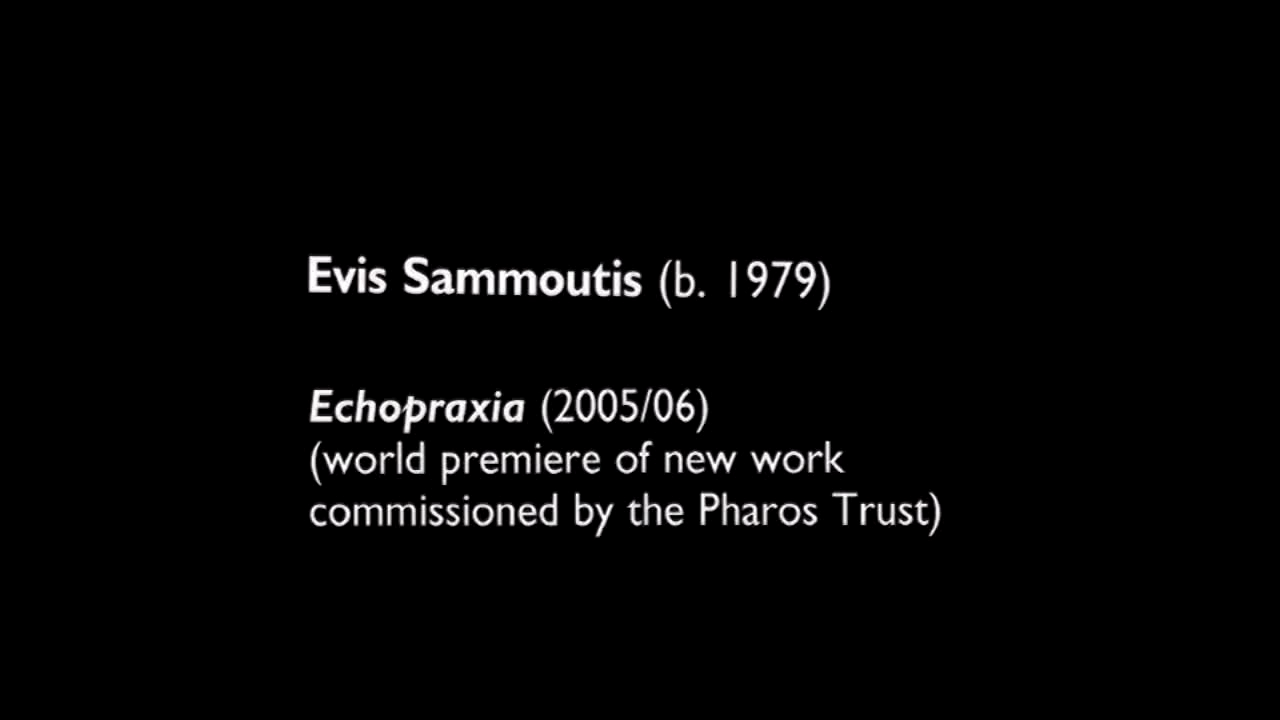 Evis Sammoutis (b. 1979)
Echopraxia (2005/06)
(world premiere of new work
commissioned by the Pharos Trust)